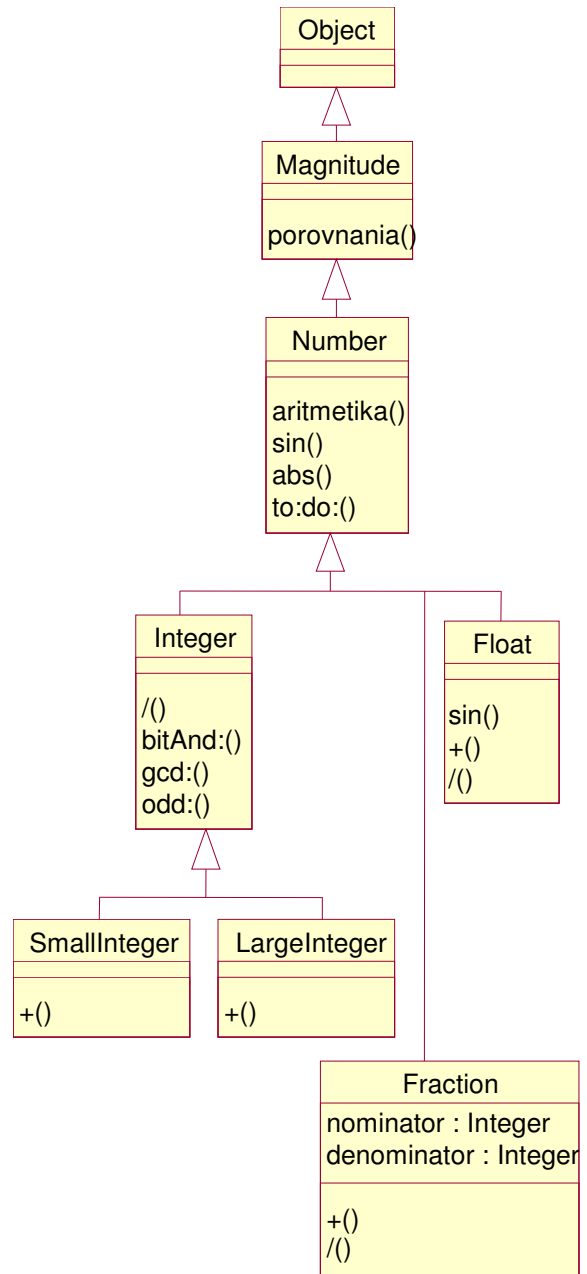 Object
Magnitude
porovnania()
Number
aritmetika()
sin()
abs()
to:do:()
Integer
/()
bitAnd:()
gcd:()
odd:()
Float
sin()
+()
/()
SmallInteger
+()
LargeInteger
+()
Fraction
nominator : Integer
denominator : Integer
+()
/()